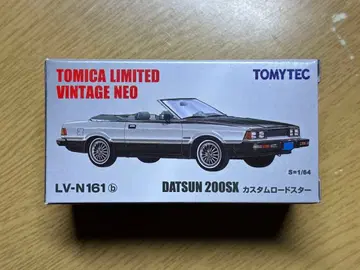 TOMICA LIMITED
VINTAGE NEO
TOMYTEC
S=1/64
LV-N161 ⓑ
DATSUN 200SX カスタムロードスター